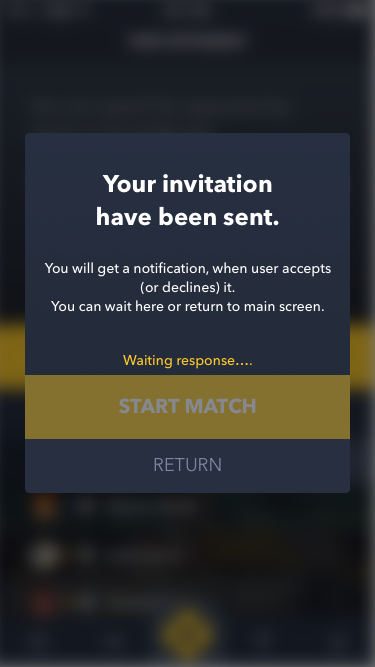 Your invitation
have been sent.
You will get a notification, when user accepts
(or declines) it.
You can wait here or return to main screen.
Waiting response....
START MATCH
RETURN